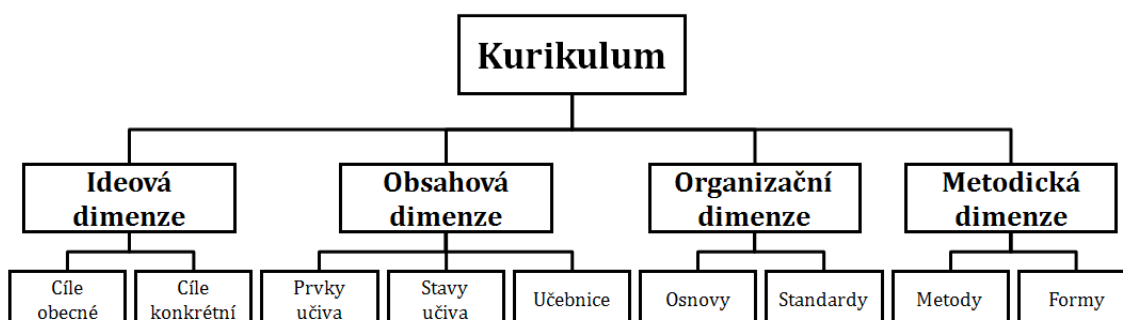 Kurikulum
Ideová
dimenze
Obsahová
dimenze
Organizační
dimenze
Metodická
dimenze
Cíle
obecné
Cíle
konkrétní
Prvky
učiva
Stavy
učiva
Učebnice
Osnovy
Standardy
Metody
Formy